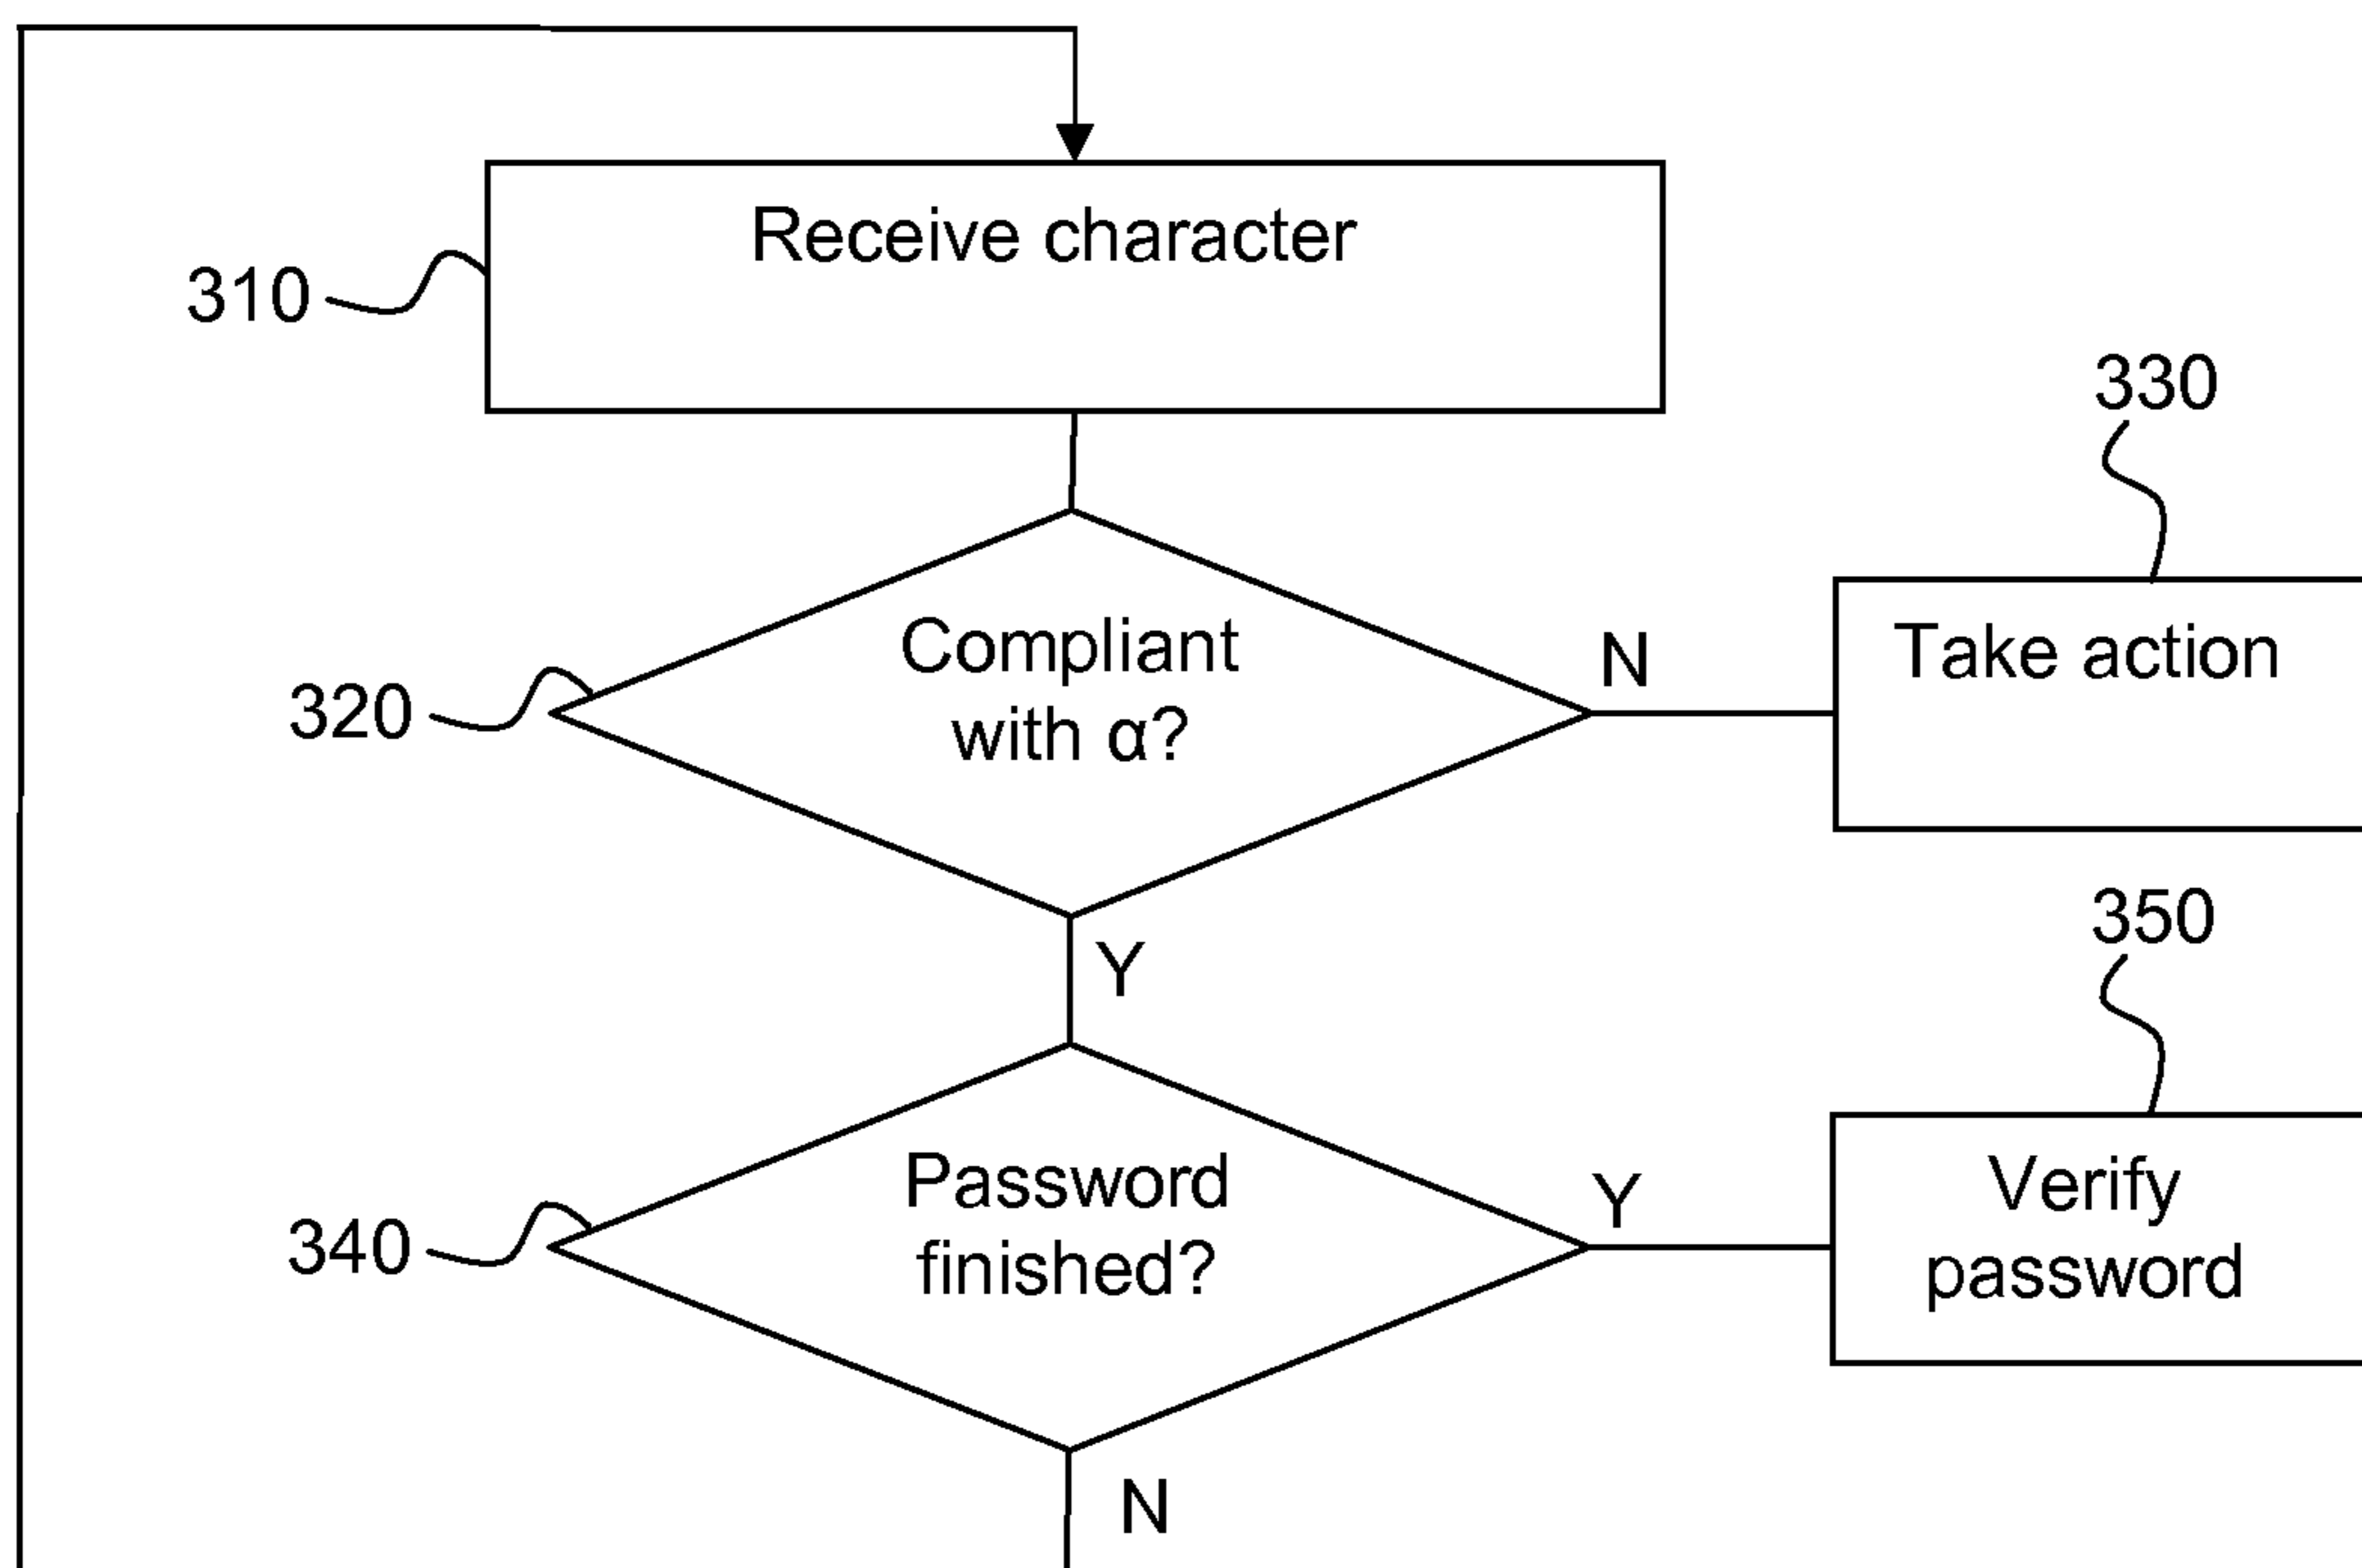 Receive character
310
330
Compliant
with α?
N
Take action
320
Y
350
Password
finished?
Y
Verify
password
340
N